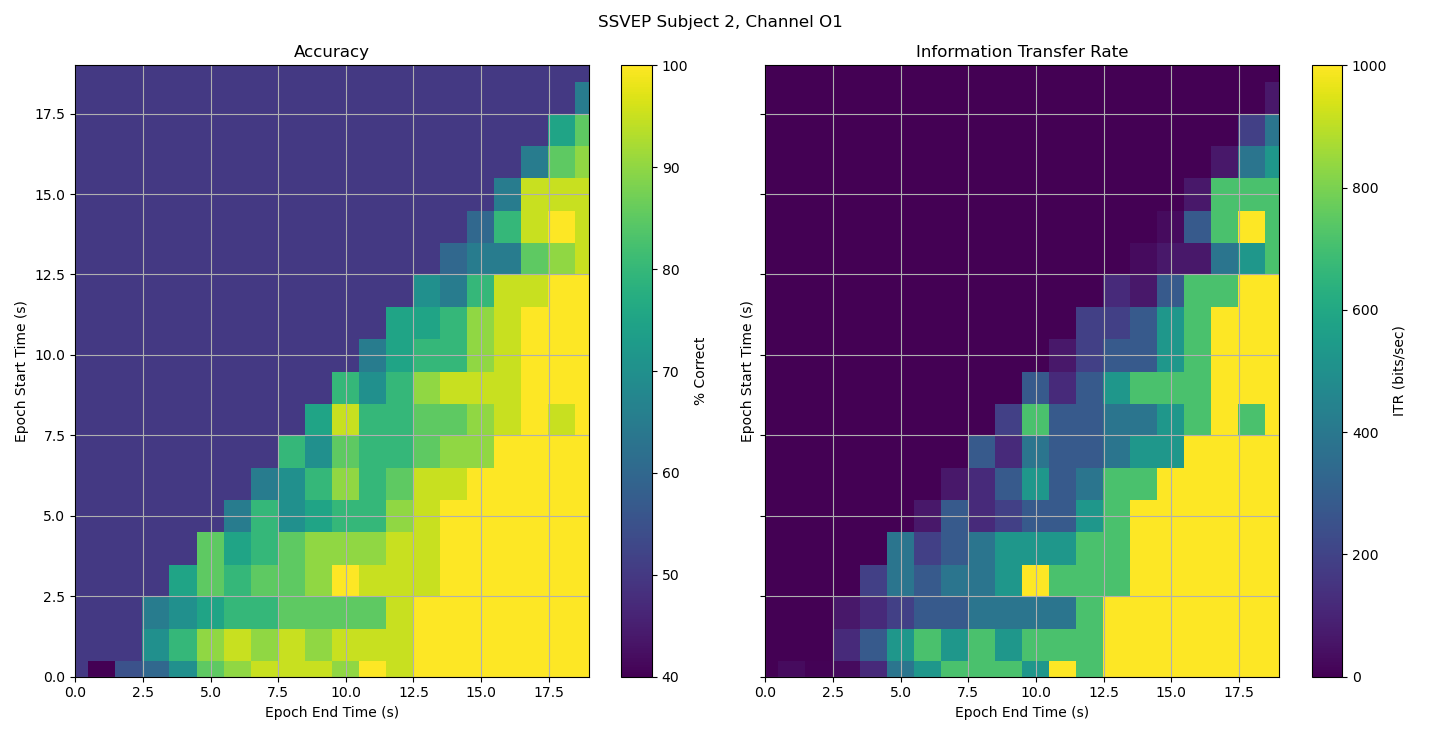 SSVEP Subject 2, Channel O1
Accuracy
17.5
15.0
12.5
10.0
7.5
5.0
2.5
0.0
Epoch Start Time (s)
0.0 2.5 5.0 7.5 10.0 12.5 15.0 17.5
Epoch End Time (s)
100
90
80
70
60
50
40
% Correct
Information Transfer Rate
Epoch Start Time (s)
0.0 2.5 5.0 7.5 10.0 12.5 15.0 17.5
Epoch End Time (s)
1000
800
600
400
200
0
ITR (bits/sec)